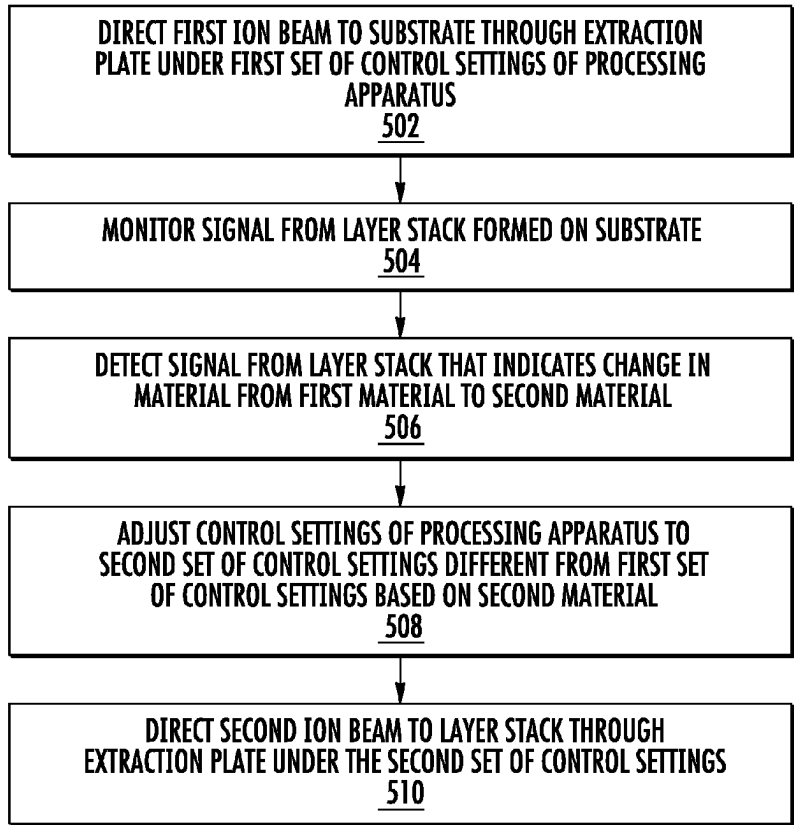 DIRECT FIRST ION BEAM TO SUBSTRATE THROUGH EXTRACTION
PLATE UNDER FIRST SET OF CONTROL SETTINGS OF PROCESSING
APPARATUS
502
MONITOR SIGNAL FROM LAYER STACK FORMED ON SUBSTRATE
504
DETECT SIGNAL FROM LAYER STACK THAT INDICATES CHANGE IN
MATERIAL FROM FIRST MATERIAL TO SECOND MATERIAL
506
ADJUST CONTROL SETTINGS OF PROCESSING APPARATUS TO
SECOND SET OF CONTROL SETTINGS DIFFERENT FROM FIRST SET
OF CONTROL SETTINGS BASED ON SECOND MATERIAL
508
DIRECT SECOND ION BEAM TO LAYER STACK THROUGH
EXTRACTION PLATE UNDER THE SECOND SET OF CONTROL SETTINGS
510